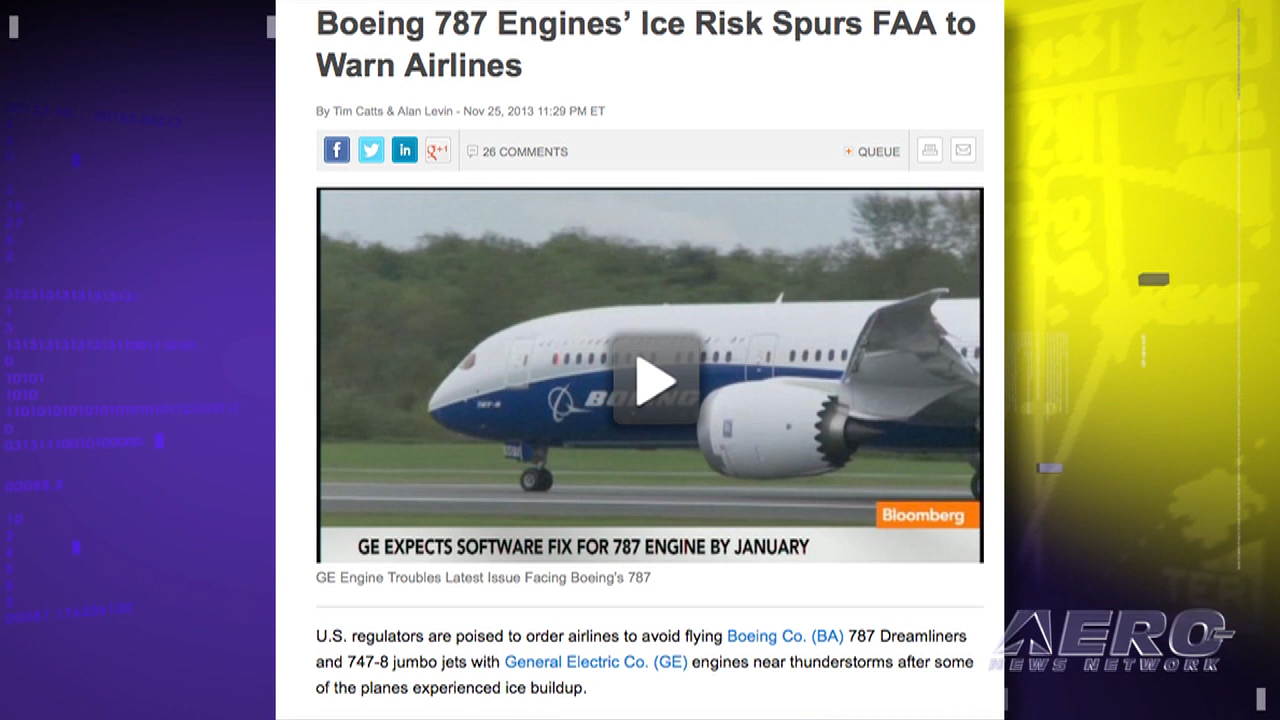 Boeing 787 Engines’ Ice Risk Spurs FAA to
Warn Airlines
By Tim Catts & Alan Levin - Nov 25, 2013 11:29 PM ET
f
in
g+1
26 COMMENTS
+ QUEUE
BOEING
Bloomberg
GE EXPECTS SOFTWARE FIX FOR 787 ENGINE BY JANUARY
GE Engine Troubles Latest Issue Facing Boeing's 787
U.S. regulators are poised to order airlines to avoid flying Boeing Co. (BA) 787 Dreamliners
and 747-8 jumbo jets with General Electric Co. (GE) engines near thunderstorms after some
of the planes experienced ice buildup.
AERO-
NEWS NETWORK